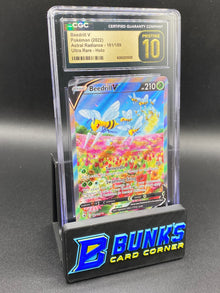 CGC
CERTIFIED GUARANTY COMPANY
Beedrill V
Pokémon (2022)
Astral Radiance - 161/189
Ultra Rare - Holo
PRISTINE
10
Beedrill V
210
BUNKS
CARD CORNER